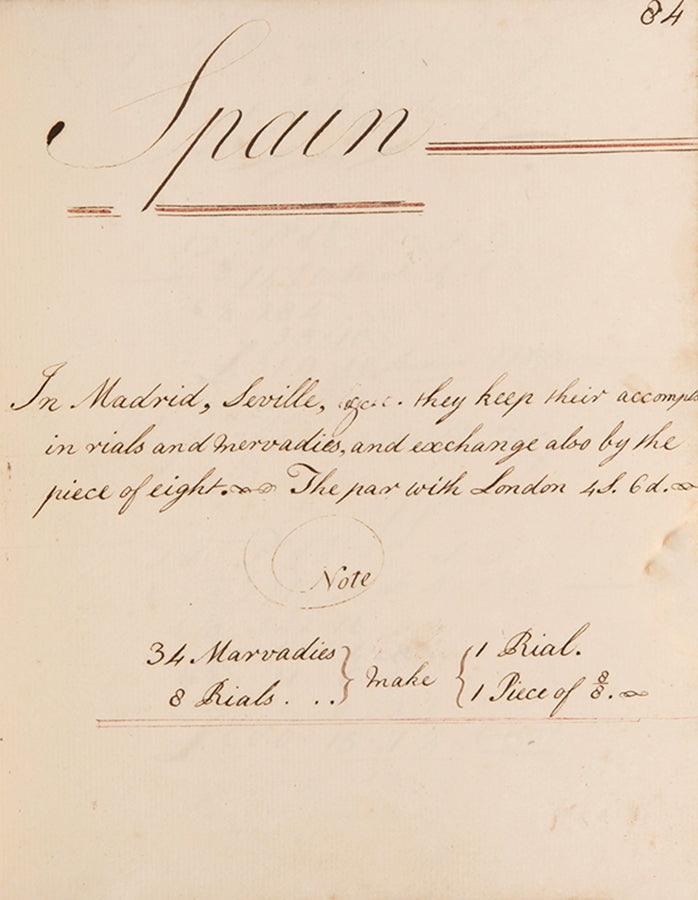 84
Spain
In Madrid, Seville, &c.. they keep their accompts
in rials and mervadies, and exchange also by the
piece of eight. The par with London 4S. 6d.
Note
34 Marvadies } make { 1 Rial.
8 Rials . . . } make { 1 Piece of 8/8.